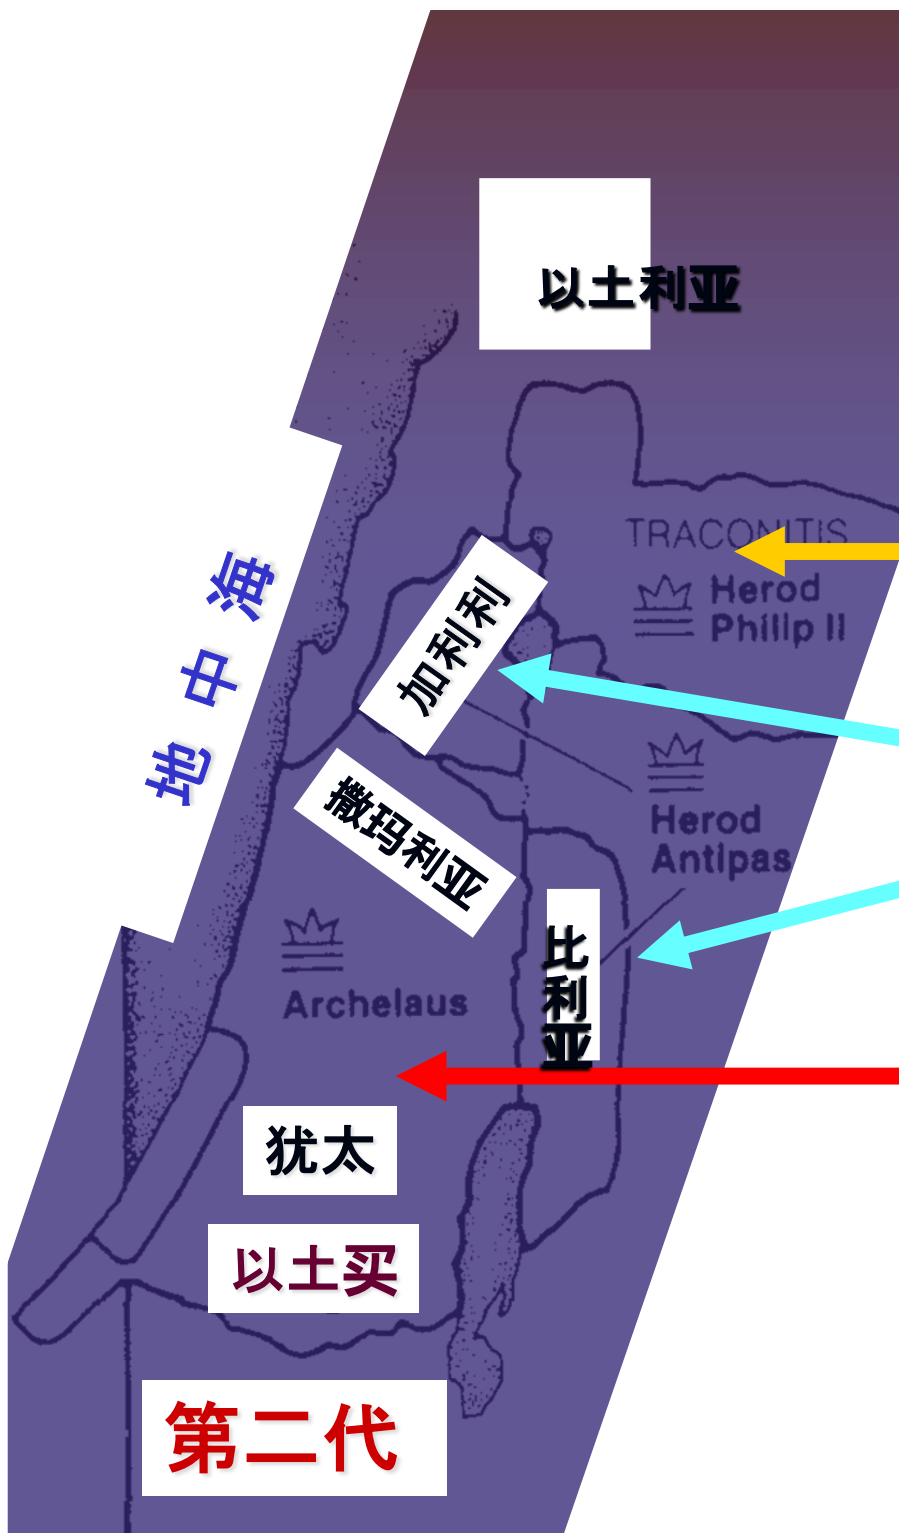 以土利亚
TRACONITIS
Herod
Philip II
地中海
加利利
撒玛利亚
Herod
Antipas
比利亚
Archelaus
犹太
以土买
第二代